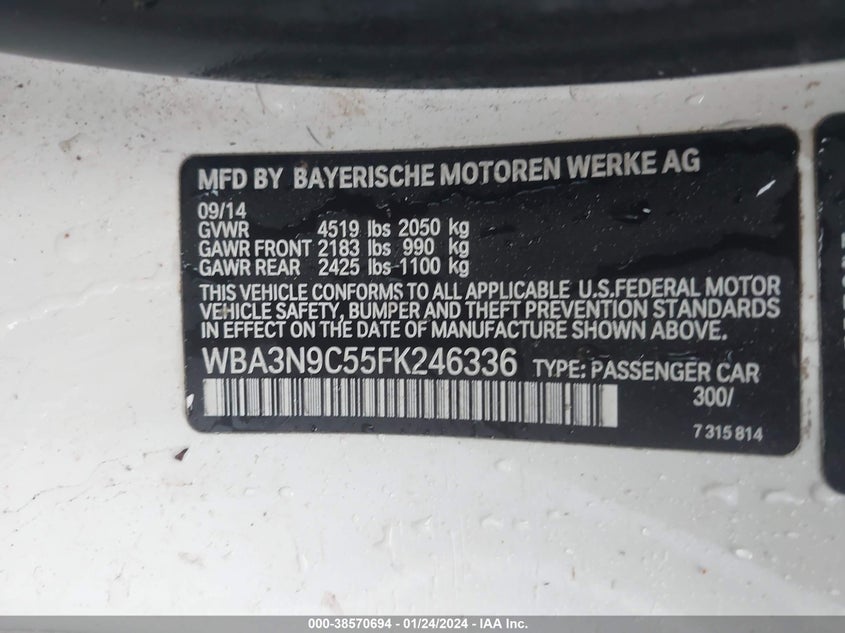 MFD BY BAYERISCHE MOTOREN WERKE AG
09/14
GVWR 4519 lbs 2050 kg
GAWR FRONT 2183 lbs 990 kg
GAWR REAR 2425 lbs-1100 kg
THIS VEHICLE CONFORMS TO ALL APPLICABLE U.S.FEDERAL MOTOR
VEHICLE SAFETY, BUMPER AND THEFT PREVENTION STANDARDS
IN EFFECT ON THE DATE OF MANUFACTURE SHOWN ABOVE.
WBA3N9C55FK246336 TYPE: PASSENGER CAR
300/
7 315 814
000-38570694 - 01/24/2024 - IAA Inc.